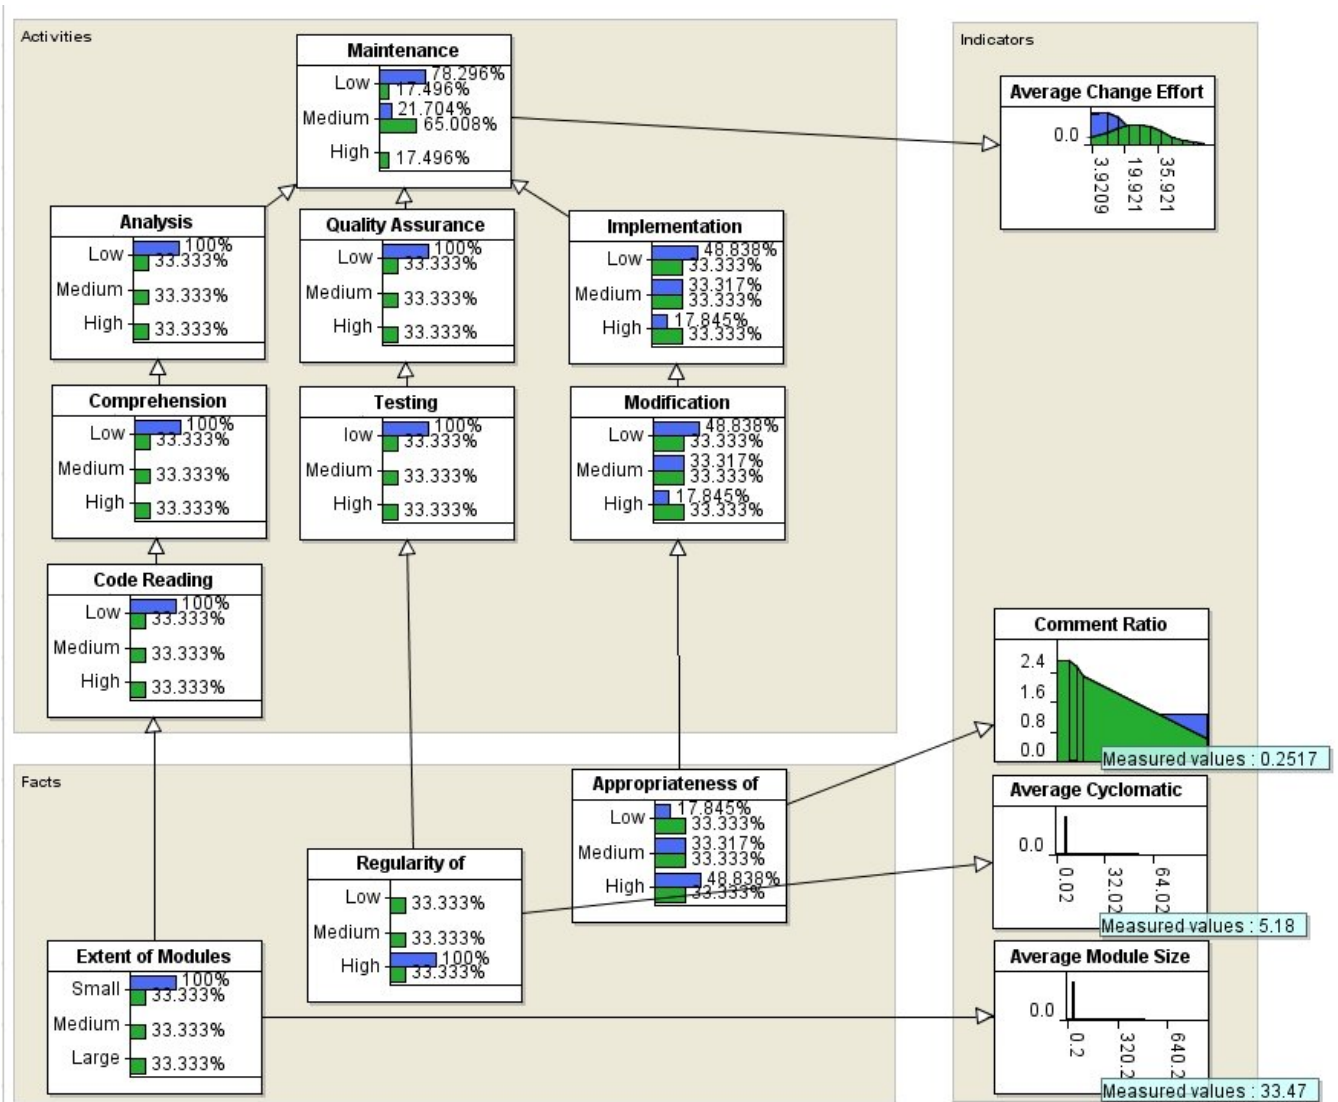 Activities
Maintenance
Low 78.296%
17.496%
Medium 21.704%
65.008%
High 17.496%
Analysis
Low 100%
33.333%
Medium 33.333%
High 33.333%
Quality Assurance
Low 100%
33.333%
Medium 33.333%
High 33.333%
Implementation
Low 48.838%
33.333%
Medium 33.317%
33.333%
High 17.845%
33.333%
Comprehension
Low 100%
33.333%
Medium 33.333%
High 33.333%
Testing
low 100%
33.333%
Medium 33.333%
High 33.333%
Modification
Low 48.838%
33.333%
Medium 33.317%
33.333%
High 17.845%
33.333%
Code Reading
Low 100%
33.333%
Medium 33.333%
High 33.333%
Facts
Appropriateness of
Low 17.845%
33.333%
Medium 33.317%
33.333%
High 48.838%
33.333%
Regularity of
Low 33.333%
Medium 33.333%
High 100%
33.333%
Extent of Modules
Small 100%
33.333%
Medium 33.333%
Large 33.333%
Indicators
Average Change Effort
0.0
3.9209
19.921
35.921
Comment Ratio
2.4
1.6
0.8
0.0
Measured values : 0.2517
Average Cyclomatic
0.0
0.02
32.02
64.02
Measured values : 5.18
Average Module Size
0.0
0.2
320.2
640.2
Measured values : 33.47